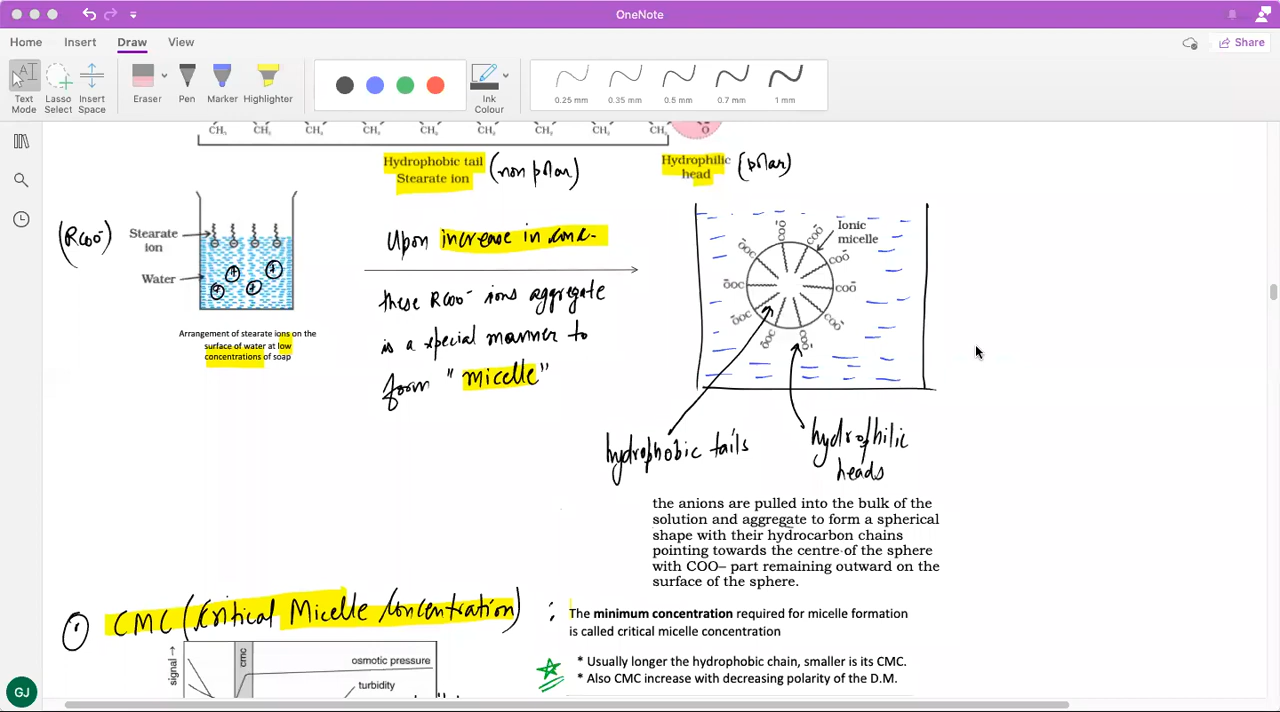 OneNote
Home Insert Draw View
Share
Text Mode
Lasso Select
Insert Space
Eraser
Pen
Marker
Highlighter
Ink Colour
0.25 mm 0.35 mm 0.5 mm 0.7 mm 1 mm
Hydrophobic tail
Stearate ion
(non polar)
Hydrophilic
head
(polar)
(RCOO⁻)
Stearate
ion
Water
Arrangement of stearate ions on the
surface of water at low
concentrations of soap
Upon increase in conc.
these RCOO⁻ ions aggregate
is a special manner to
form "micelle"
Ionic
micelle
hydrophobic tails
hydrophilic
heads
the anions are pulled into the bulk of the
solution and aggregate to form a spherical
shape with their hydrocarbon chains
pointing towards the centre of the sphere
with COO– part remaining outward on the
surface of the sphere.
CMC (Critical Micelle Concentration) :
The minimum concentration required for micelle formation
is called critical micelle concentration
* Usually longer the hydrophobic chain, smaller is its CMC.
* Also CMC increase with decreasing polarity of the D.M.
signal →
cmc
osmotic pressure
turbidity
GJ